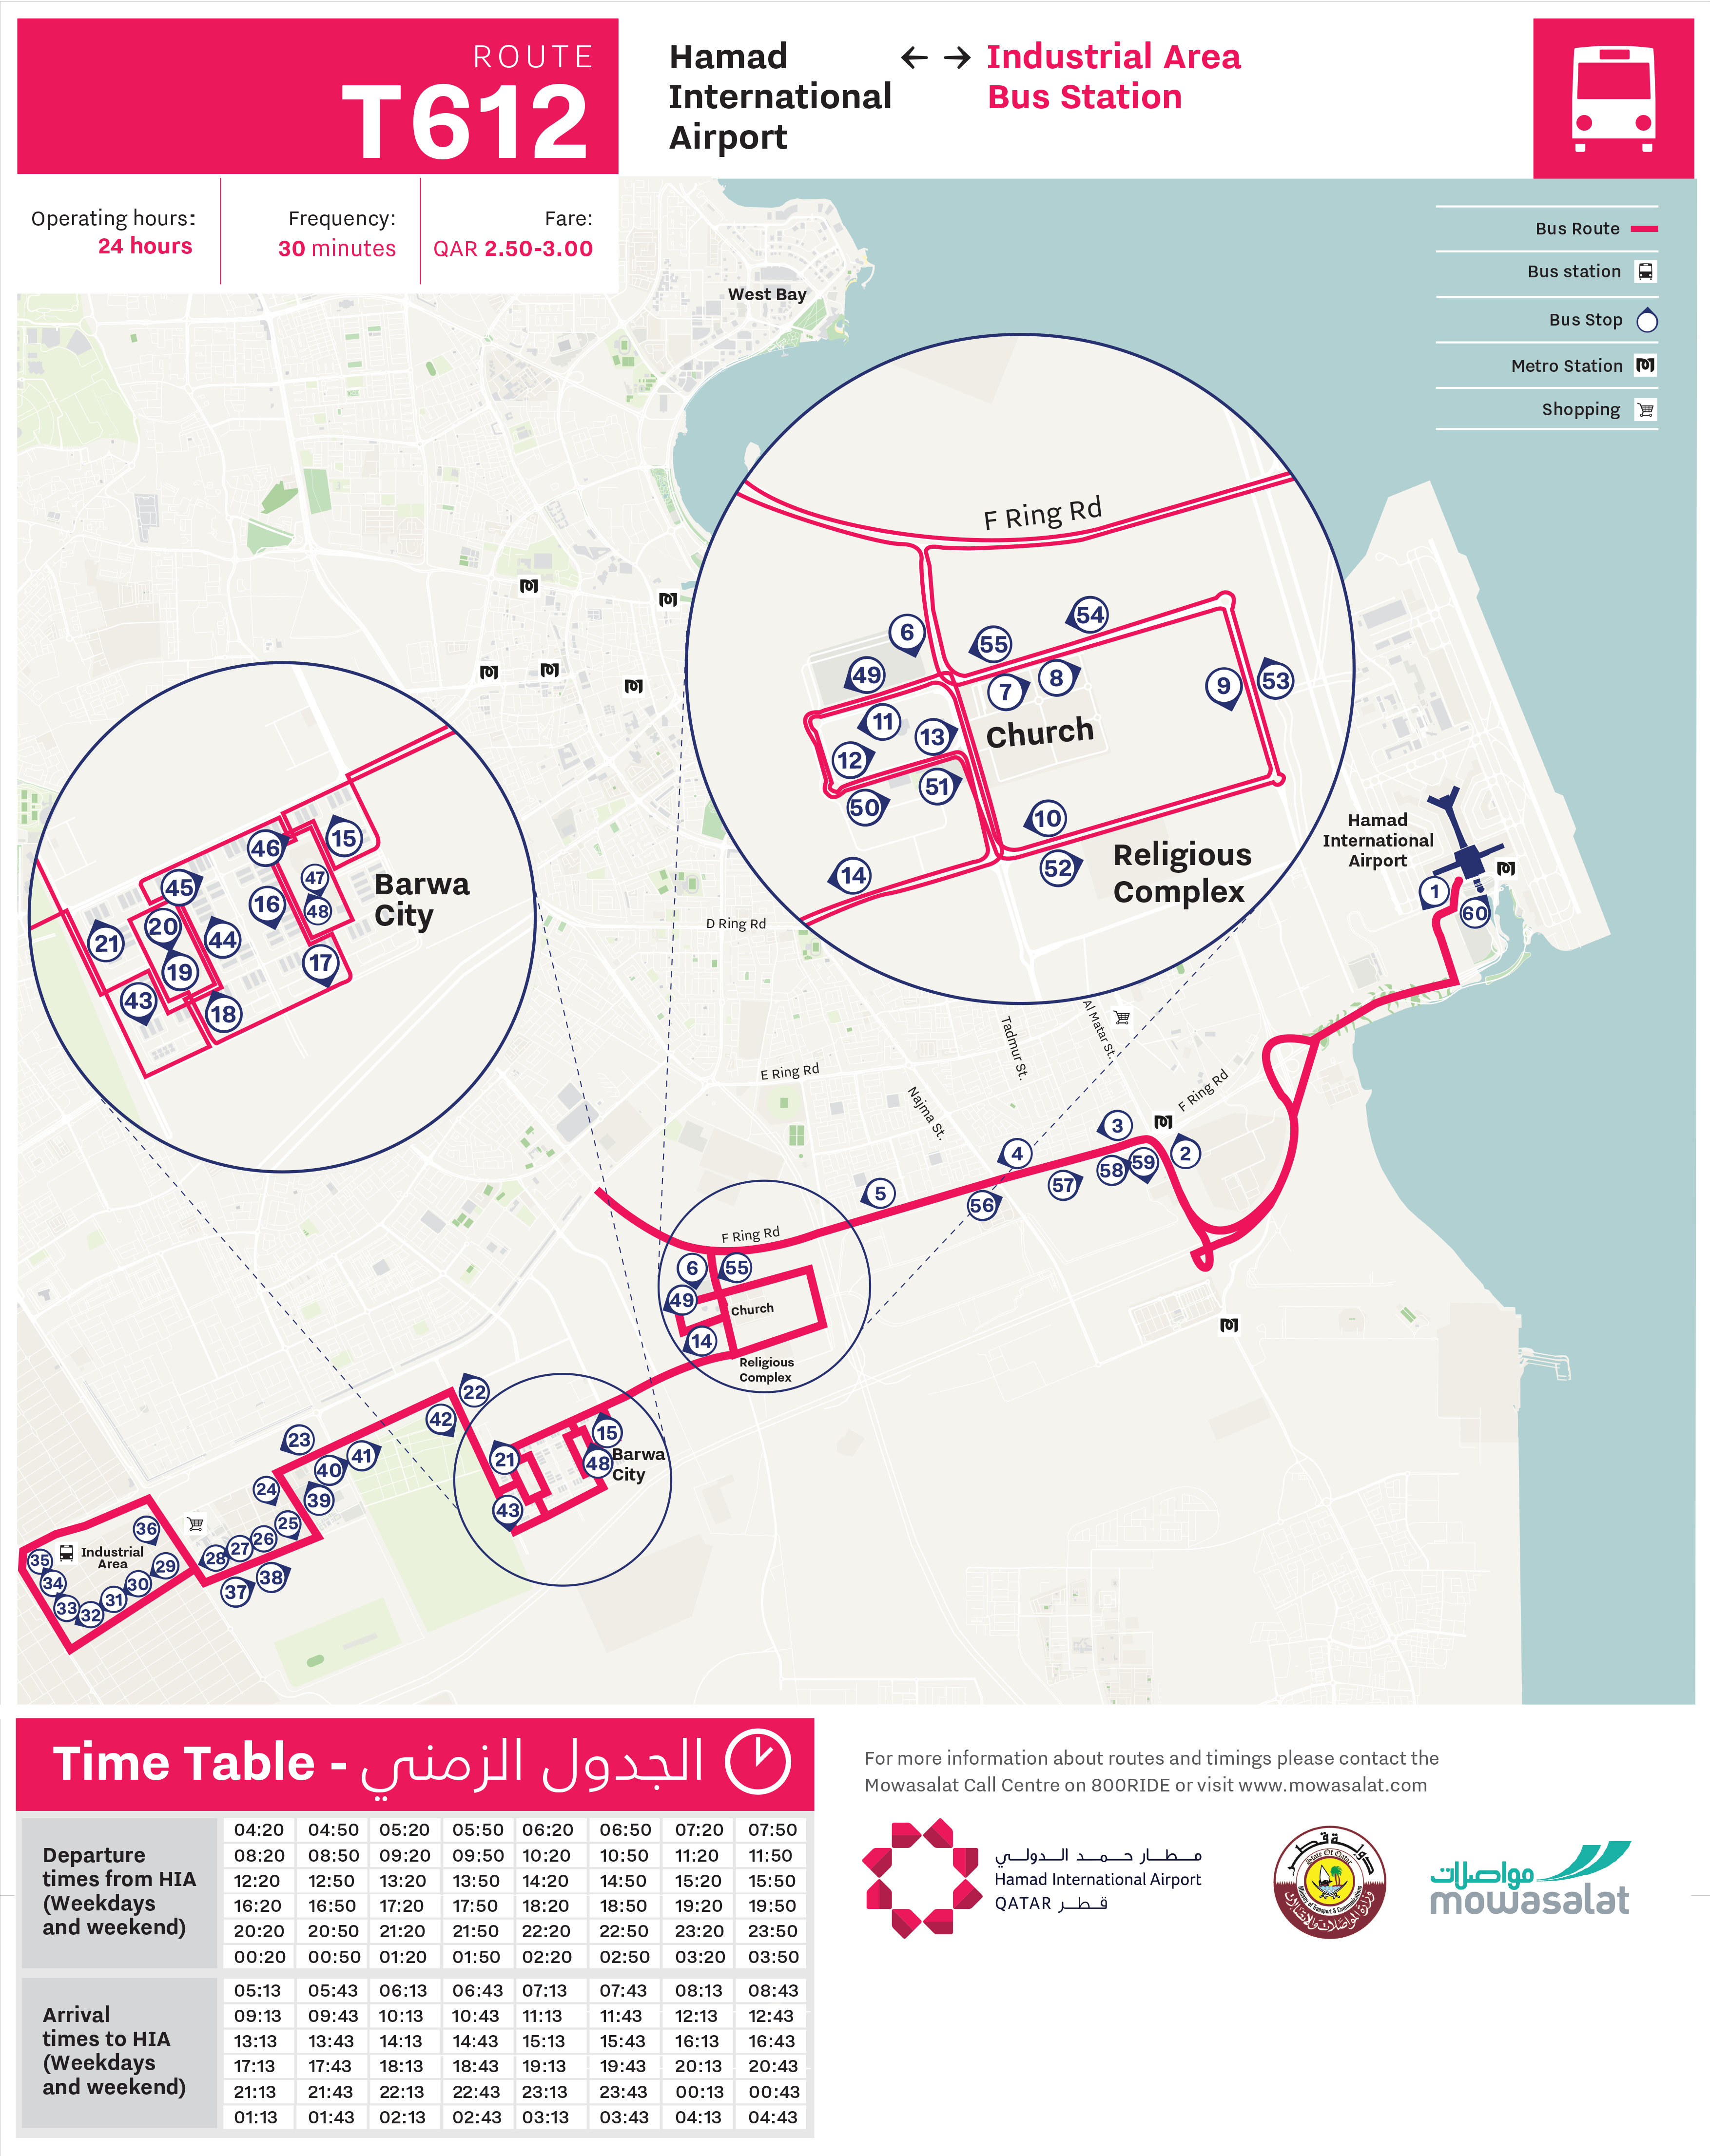 ROUTE
T612
Hamad
International
Airport
← → Industrial Area
Bus Station
Operating hours:
24 hours
Frequency:
30 minutes
Fare:
QAR 2.50-3.00
Bus Route
Bus station
Bus Stop
Metro Station
Shopping
West Bay
F Ring Rd
6
54
55
49
7
8
9
53
11
13
Church
12
51
50
10
14
52
Religious
Complex
46
15
45
47
16
48
Barwa
City
20
44
21
19
17
43
18
Hamad
International
Airport
1
60
D Ring Rd
E Ring Rd
Najma St.
Tadmur St.
Al Matar St.
F Ring Rd
3
2
4
59
58
57
5
56
F Ring Rd
6
55
49
Church
14
Religious
Complex
22
42
15
21
48
Barwa
City
43
23
41
40
24
39
25
26
27
28
38
37
36
Industrial
Area
35
29
34
30
31
33
32
Time Table - الجدول الزمني
Departure
times from HIA
(Weekdays
and weekend)
04:20 04:50 05:20 05:50 06:20 06:50 07:20 07:50
08:20 08:50 09:20 09:50 10:20 10:50 11:20 11:50
12:20 12:50 13:20 13:50 14:20 14:50 15:20 15:50
16:20 16:50 17:20 17:50 18:20 18:50 19:20 19:50
20:20 20:50 21:20 21:50 22:20 22:50 23:20 23:50
00:20 00:50 01:20 01:50 02:20 02:50 03:20 03:50
Arrival
times to HIA
(Weekdays
and weekend)
05:13 05:43 06:13 06:43 07:13 07:43 08:13 08:43
09:13 09:43 10:13 10:43 11:13 11:43 12:13 12:43
13:13 13:43 14:13 14:43 15:13 15:43 16:13 16:43
17:13 17:43 18:13 18:43 19:13 19:43 20:13 20:43
21:13 21:43 22:13 22:43 23:13 23:43 00:13 00:43
01:13 01:43 02:13 02:43 03:13 03:43 04:13 04:43
For more information about routes and timings please contact the
Mowasalat Call Centre on 800RIDE or visit www.mowasalat.com
مـطـار حـمـد الـدولـي
Hamad International Airport
QATAR قـطـر
دولة قطر
State Of Qatar
Ministry of Transport & Communications
وزارة المواصلات والاتصالات
مواصلات
mowasalat